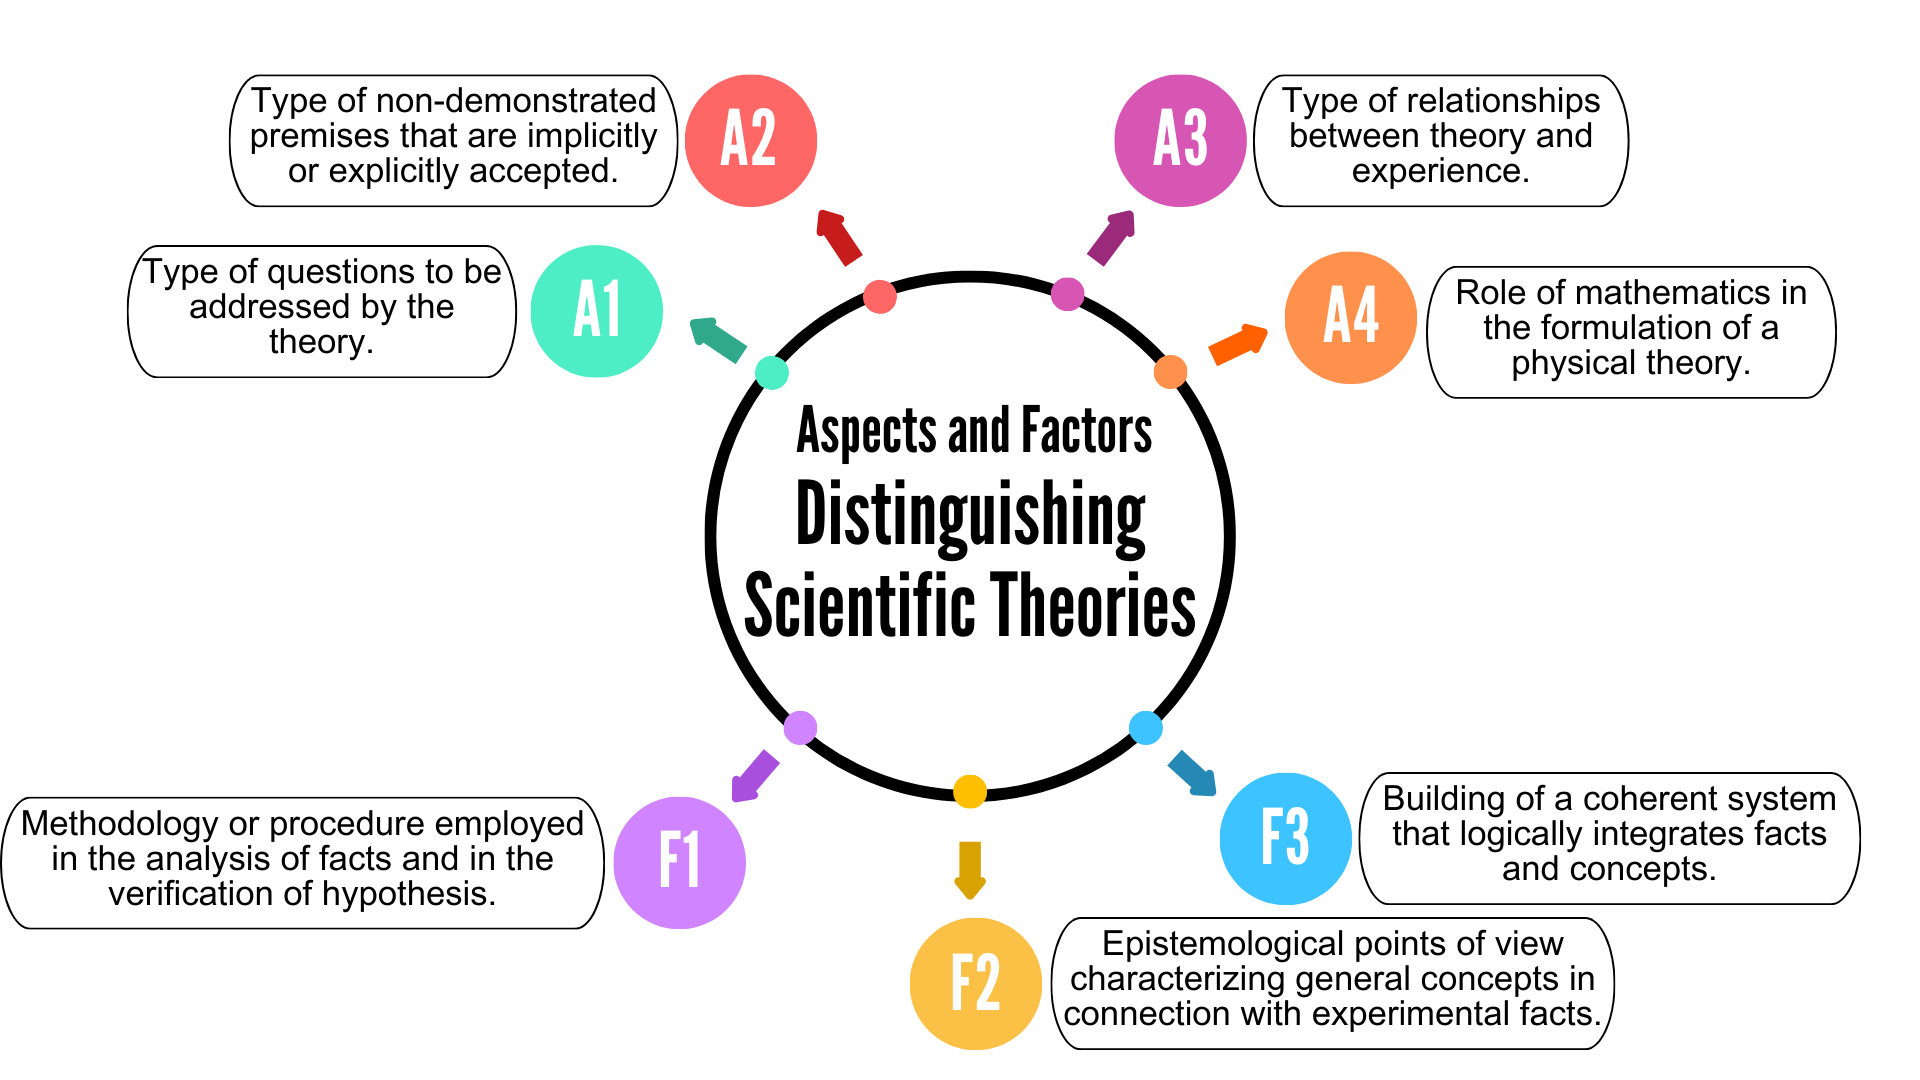 Type of non-demonstrated
premises that are implicitly
or explicitly accepted.
A2
A3
Type of relationships
between theory and
experience.
Type of questions to be
addressed by the
theory.
A1
A4
Role of mathematics in
the formulation of a
physical theory.
Aspects and Factors
Distinguishing
Scientific Theories
Methodology or procedure employed
in the analysis of facts and in the
verification of hypothesis.
F1
F3
Building of a coherent system
that logically integrates facts
and concepts.
F2
Epistemological points of view
characterizing general concepts in
connection with experimental facts.